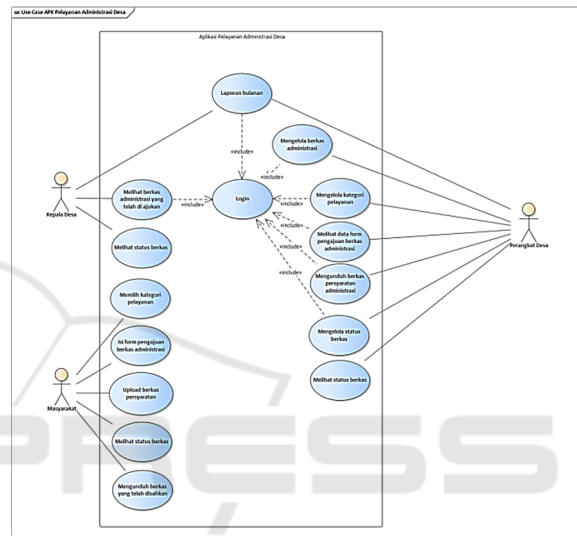 uc Use Case APK Pelayanan Administrasi Desa
Aplikasi Pelayanan Adminstrasi Desa
Laporan bulanan
«include»
Mengelola berkas
administrasi
«include»
Kepala Desa
Melihat berkas
administrasi yang
telah di ajukan
«include»
Login
«include»
Mengelola kategori
pelayanan
Perangkat Desa
«include»
Melihat data form
pengajuan berkas
administrasi
Melihat status berkas
«include»
Mengunduh berkas
persyaratan
administrasi
«include»
Memilih kategori
pelayanan
Mengelola status
berkas
Isi form pengajuan
berkas administrasi
Melihat status berkas
Masyarakat
Upload berkas
persyaratan
Melihat status berkas
Mengunduh berkas
yang telah disahkan
PRESS